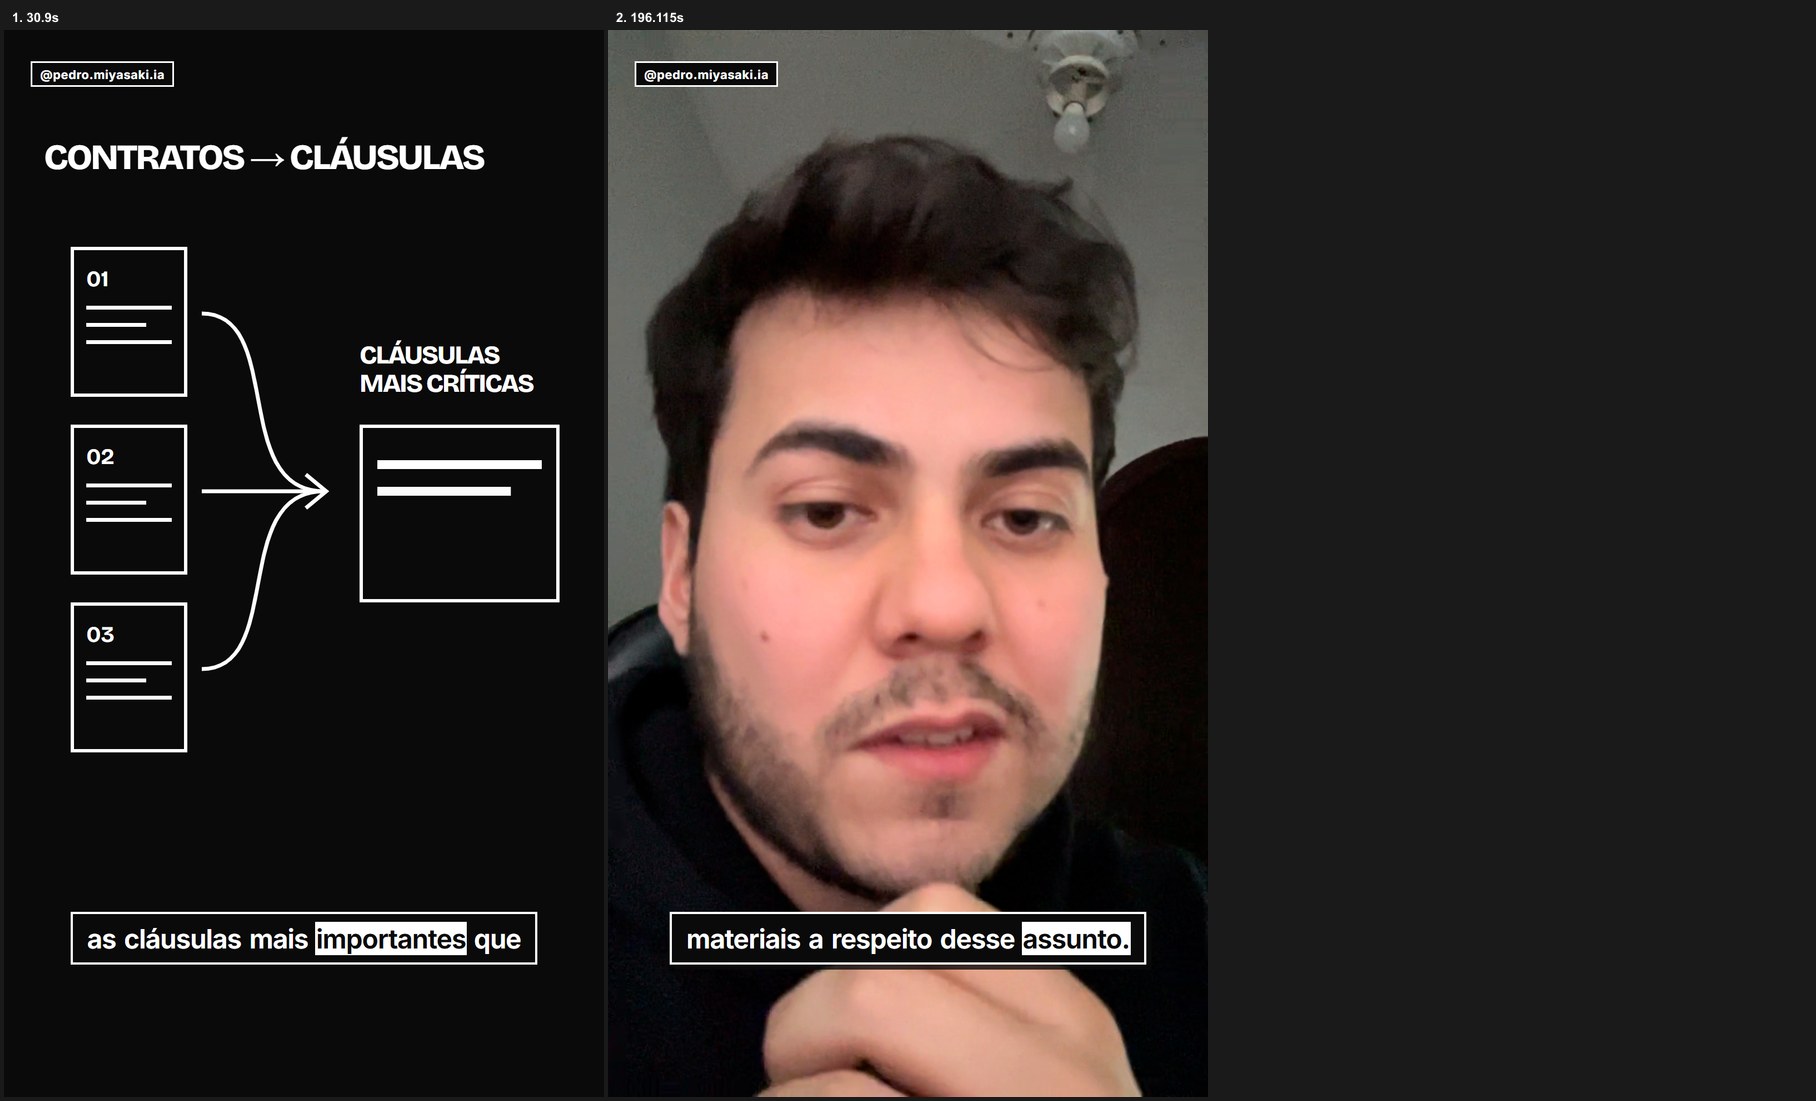 1. 30.9s
@pedro.miyasaki.ia
CONTRATOS → CLÁUSULAS
01
02
03
CLÁUSULAS
MAIS CRÍTICAS
as cláusulas mais importantes que
2. 196.115s
@pedro.miyasaki.ia
materiais a respeito desse assunto.